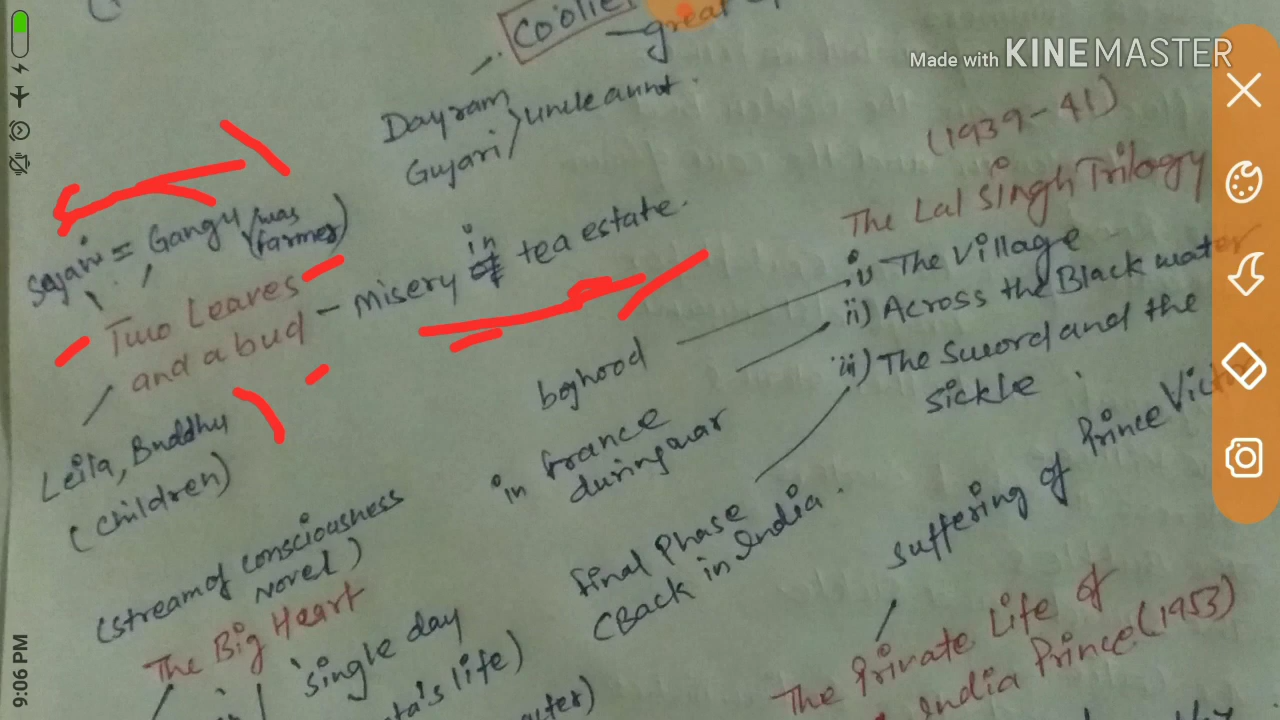 Coolie
great
Dayram
Gujari } uncle aunt.
(1939-41)
The Lal Singh Trilogy
i) The Village
ii) Across the Black water
iii) The Sword and the
sickle
boyhood
in france
during war
final Phase
(Back in India.
Sajani = Gangu (was
farmer)
Two Leaves
and a bud - misery in tea estate.
Leila, Buddhu
(children)
(stream of consciousness
Novel)
The Big Heart
single day
life)
suffering of Prince
The Private Life of
India Prince (1953)
Made with KINEMASTER
9:06 PM